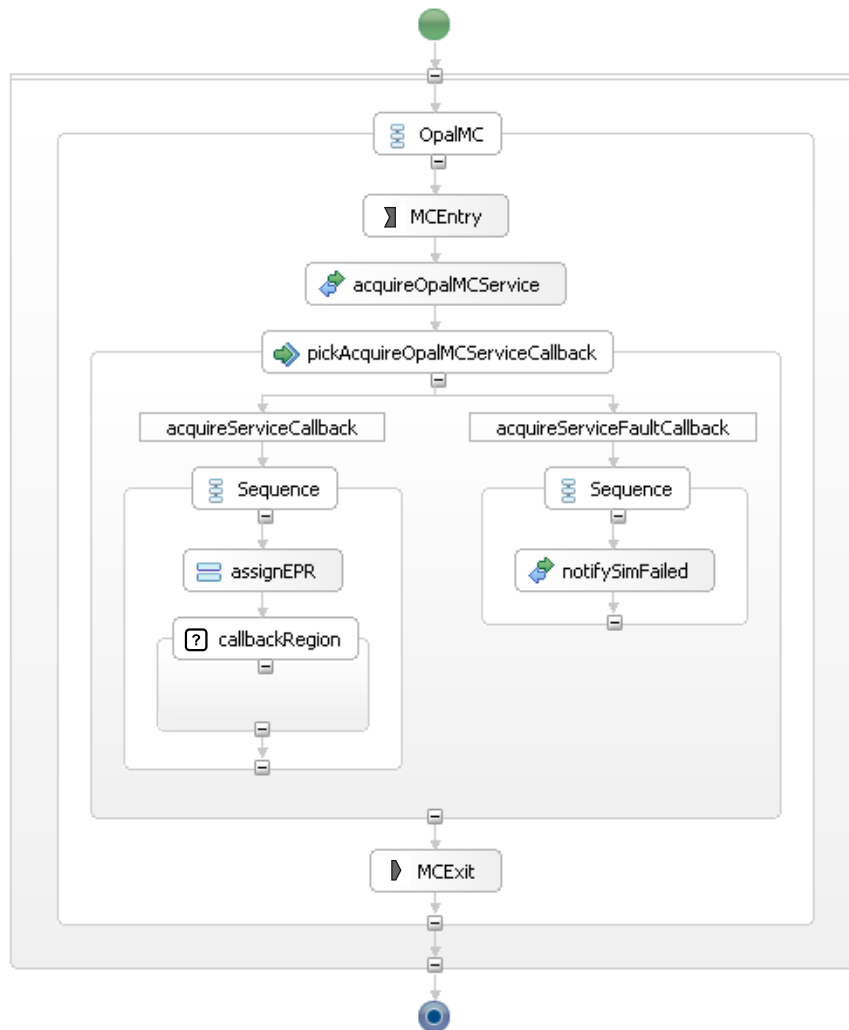 OpalMC
MCEntry
acquireOpalMCService
pickAcquireOpalMCServiceCallback
acquireServiceCallback
acquireServiceFaultCallback
Sequence
Sequence
assignEPR
notifySimFailed
? callbackRegion
MCExit